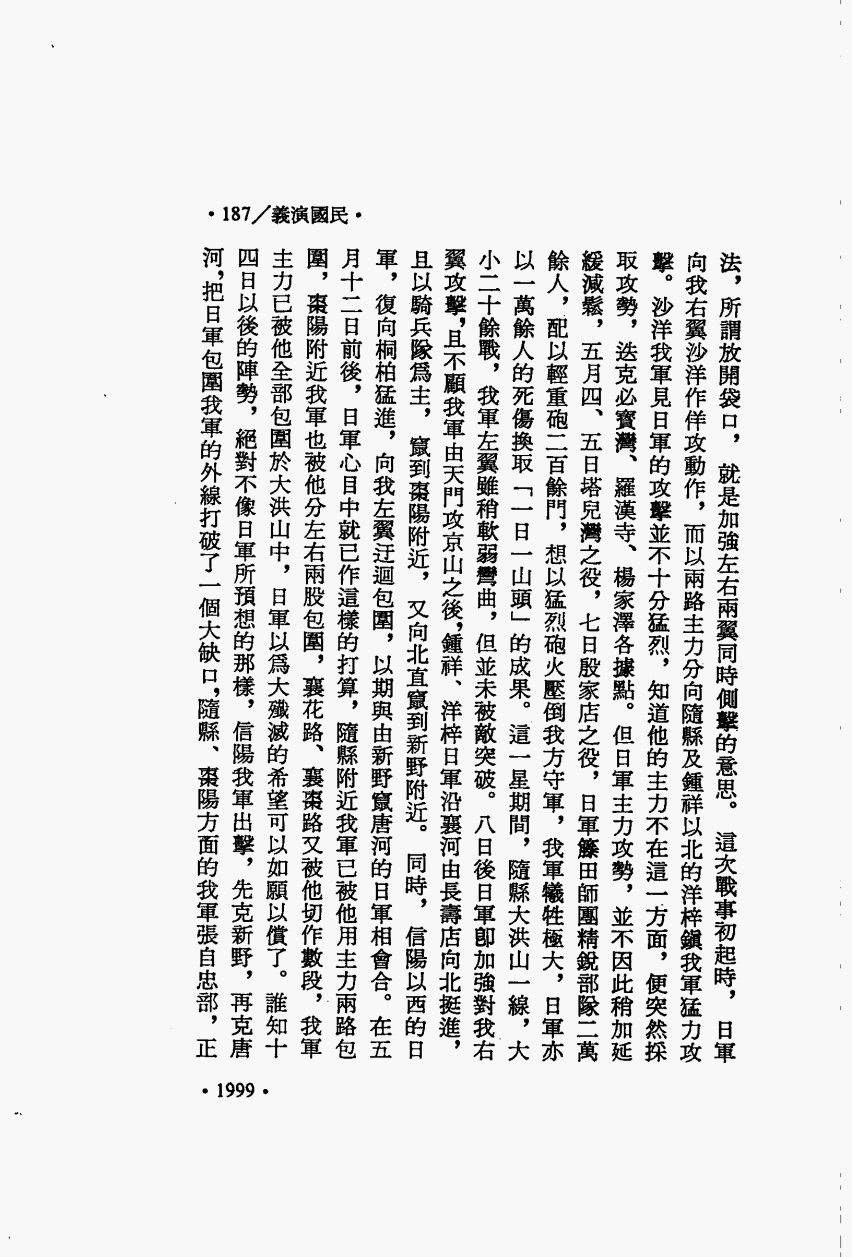 •187／義演國民•
法，所謂放開袋口，就是加強左右兩翼同時側擊的意思。這次戰事初起時，日軍
向我右翼沙洋作佯攻動作，而以兩路主力分向隨縣及鍾祥以北的洋梓鎭我軍猛力攻
擊。沙洋我軍見日軍的攻擊並不十分猛烈，知道他的主力不在這一方面，便突然採
取攻勢，迭克必寶灣、羅漢寺、楊家澤各據點。但日軍主力攻勢，並不因此稍加延
緩減鬆，五月四、五日塔兒灣之役，七日殷家店之役，日軍籐田師團精銳部隊二萬
餘人，配以輕重砲二百餘門，想以猛烈砲火壓倒我方守軍，我軍犧牲極大，日軍亦
以一萬餘人的死傷換取「一日一山頭」的成果。這一星期間，隨縣大洪山一線，大
小二十餘戰，我軍左翼雖稍軟弱彎曲，但並未被敵突破。八日後日軍卽加強對我右
翼攻擊，且不顧我軍由天門攻京山之後，鍾祥、洋梓日軍沿襄河由長壽店向北挺進，
且以騎兵隊爲主，竄到棗陽附近，又向北直竄到新野附近。同時，信陽以西的日
軍，復向桐柏猛進，向我左翼迂迴包圍，以期與由新野竄唐河的日軍相會合。在五
月十二日前後，日軍心目中就已作這樣的打算，隨縣附近我軍已被他用主力兩路包
圍，棗陽附近我軍也被他分左右兩股包圍，襄花路、襄棗路又被他切作數段，我軍
主力已被他全部包圍於大洪山中，日軍以爲大殲滅的希望可以如願以償了。誰知十
四日以後的陣勢，絕對不像日軍所預想的那樣，信陽我軍出擊，先克新野，再克唐
河，把日軍包圍我軍的外線打破了一個大缺口，隨縣、棗陽方面的我軍張自忠部，正
•1999•